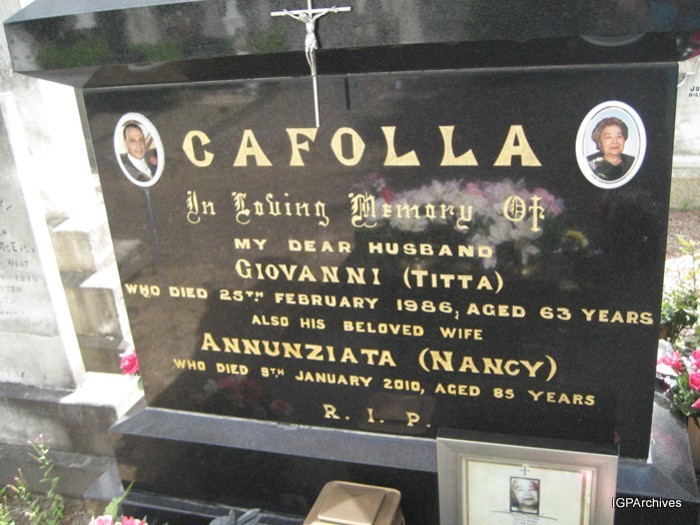 CAFOLLA
In Loving Memory Of
MY DEAR HUSBAND
GIOVANNI (TITTA)
WHO DIED 25TH FEBRUARY 1986, AGED 63 YEARS
ALSO HIS BELOVED WIFE
ANNUNZIATA (NANCY)
WHO DIED 9TH JANUARY 2010, AGED 85 YEARS
R. I. P.
IGPArchives